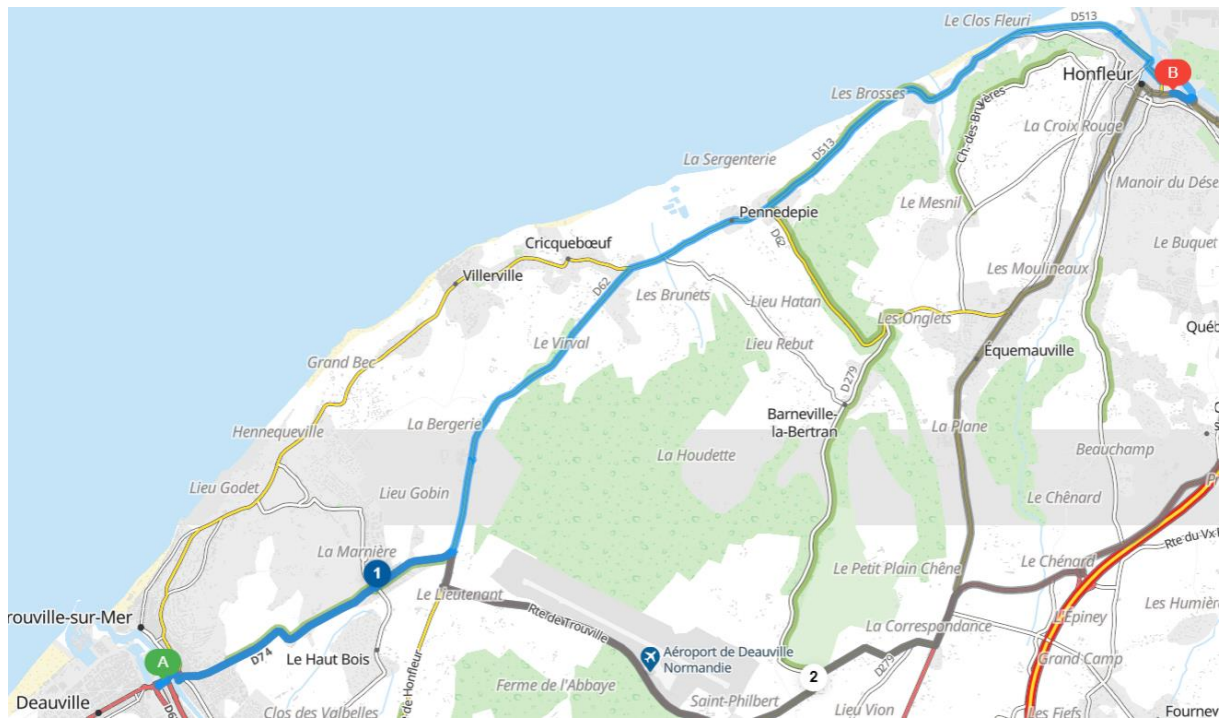 Le Clos Fleuri
D513
Honfleur
B
Les Brosses
La Croix Rouge
Ch. des Bruyères
D513
La Sergenterie
Manoir du Dése
Le Mesnil
Pennedepie
D62
Le Buquet
Cricquebœuf
Villerville
Les Moulineaux
D62
Les Brunets
Lieu Hatan
Les Onglets
Québ
Le Virval
Lieu Rebut
Équemauville
Grand Bec
D279
Barneville-
la-Bertran
La Bergerie
La Plane
Hennequeville
La Houdette
Beauchamp
Lieu Godet
Lieu Gobin
Le Chênard
La Marnière
Rte du Vx
1
Le Chénard
Le Petit Plain Chêne
Le Lieutenant
Rte de Trouville
L'Épiney
Les Humière
rouville-sur-Mer
La Correspondance
D74
Le Haut Bois
Aéroport de Deauville
Normandie
A
D279
Grand Camp
2
Ferme de l'Abbaye
Saint-Philbert
Deauville
de Honfleur
Clos des Valbelles
Lieu Vion
Les Fiefs
Fournev